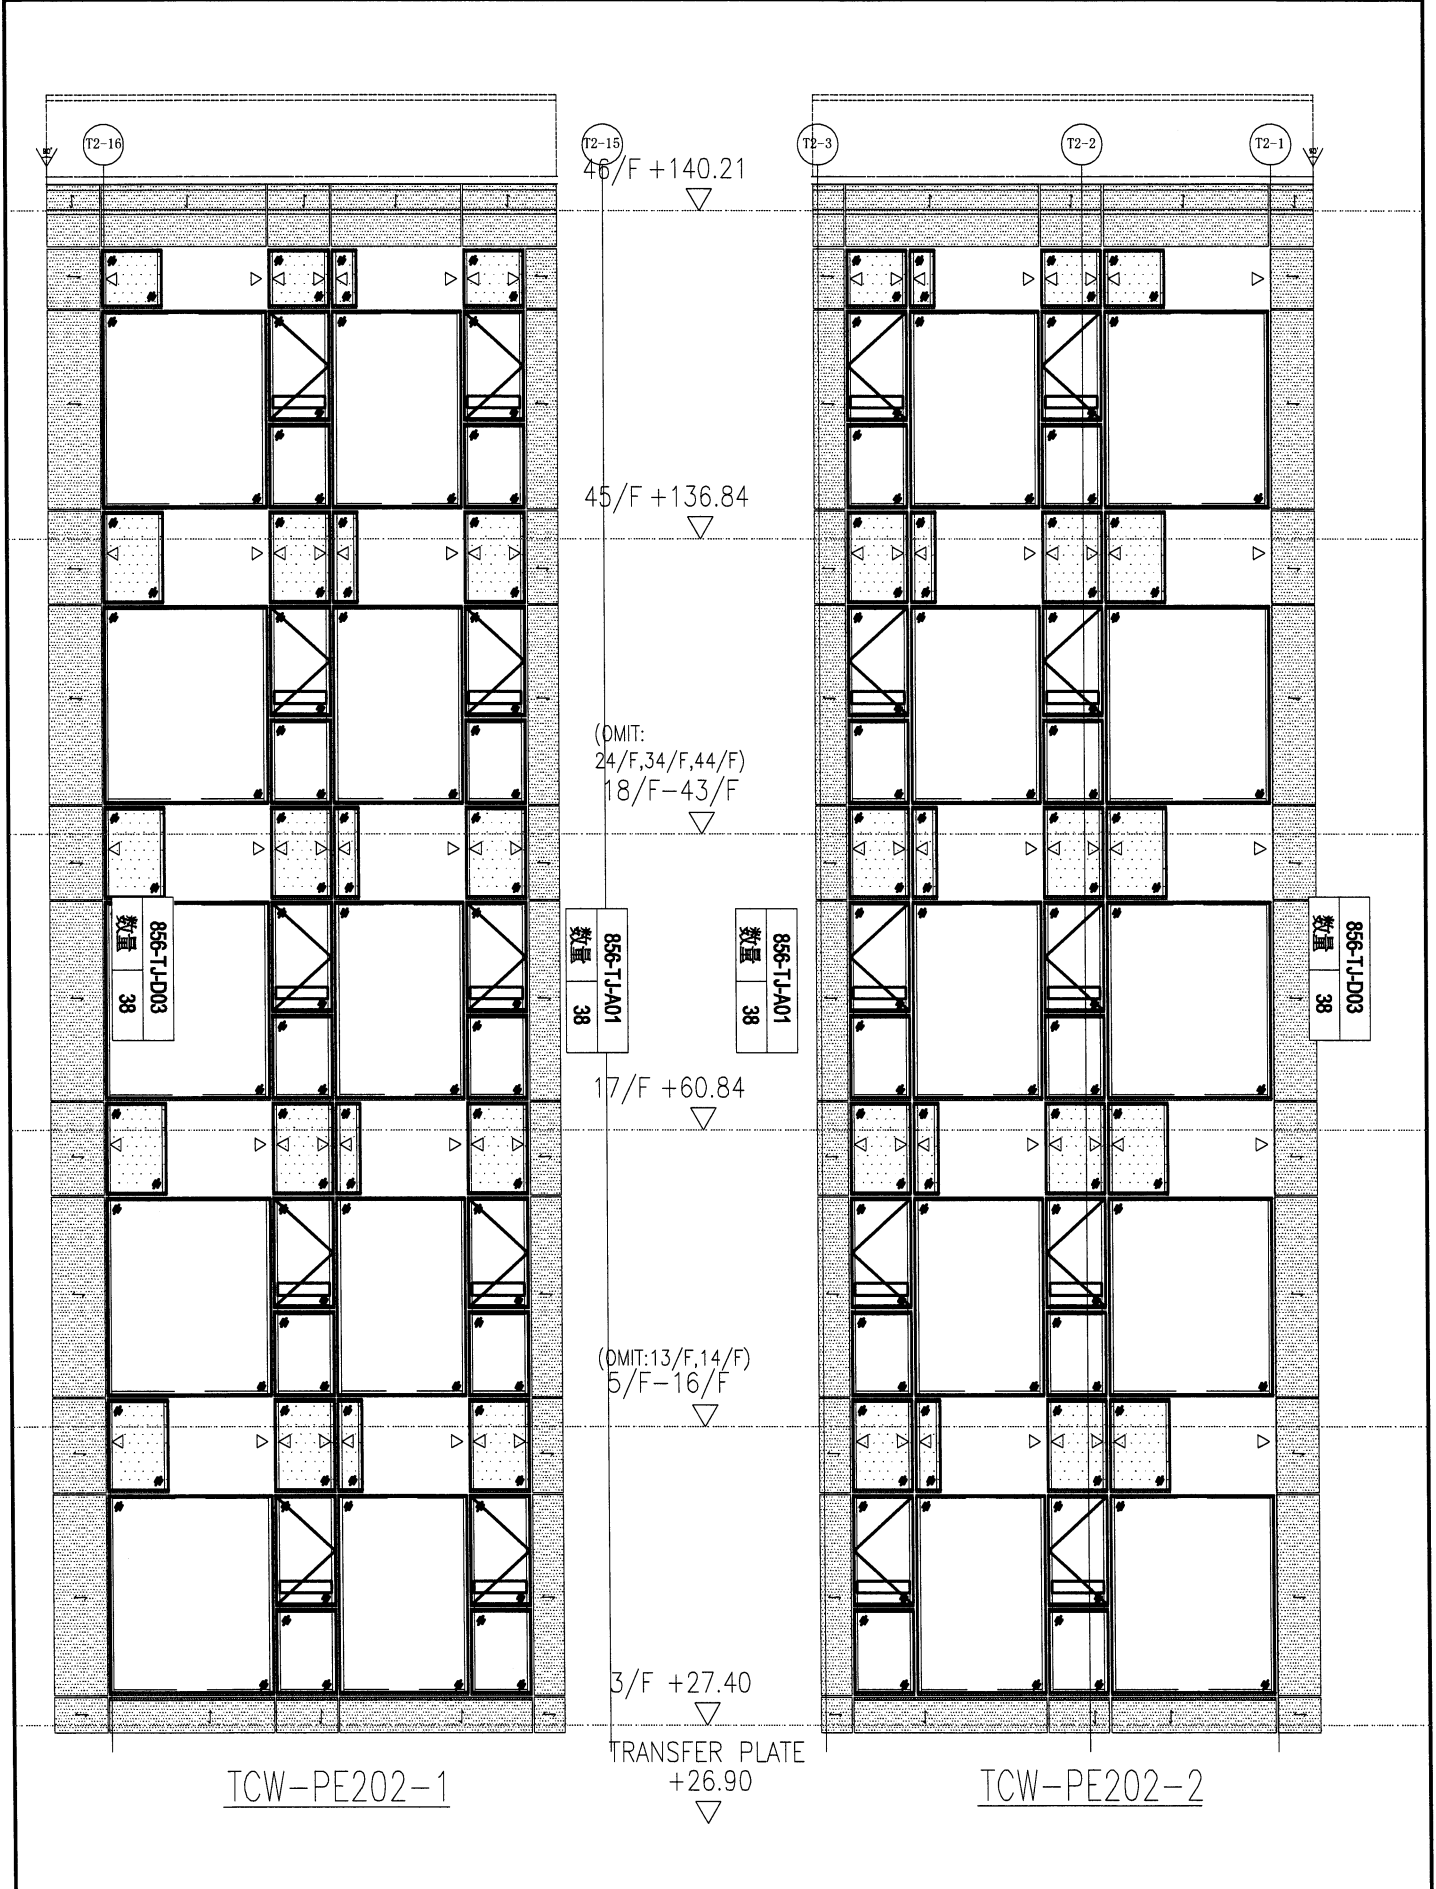 T2-16
T2-15
T2-3
T2-2
T2-1
46/F +140.21
45/F +136.84
(OMIT:
24/F,34/F,44/F)
18/F-43/F
856-TJ-D03
数量 38
856-TJ-A01
数量 38
856-TJ-A01
数量 38
856-TJ-D03
数量 38
17/F +60.84
(OMIT:13/F,14/F)
5/F-16/F
3/F +27.40
TRANSFER PLATE
+26.90
TCW-PE202-1
TCW-PE202-2